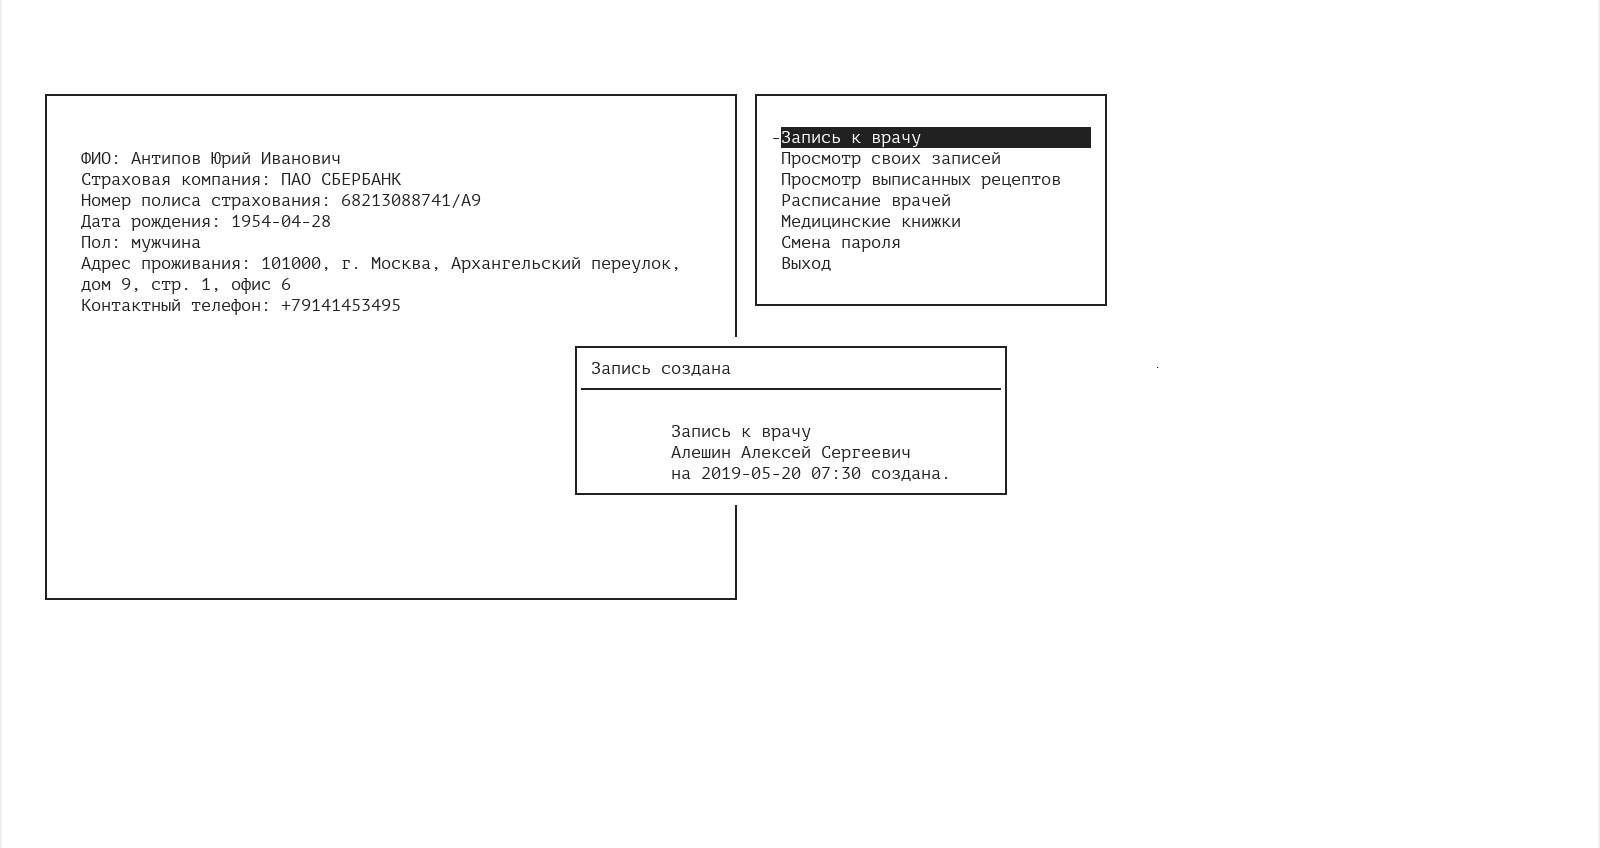 ФИО: Антипов Юрий Иванович
Страховая компания: ПАО СБЕРБАНК
Номер полиса страхования: 68213088741/А9
Дата рождения: 1954-04-28
Пол: мужчина
Адрес проживания: 101000, г. Москва, Архангельский переулок,
дом 9, стр. 1, офис 6
Контактный телефон: +79141453495
-Запись к врачу
Просмотр своих записей
Просмотр выписанных рецептов
Расписание врачей
Медицинские книжки
Смена пароля
Выход
Запись создана
Запись к врачу
Алешин Алексей Сергеевич
на 2019-05-20 07:30 создана.